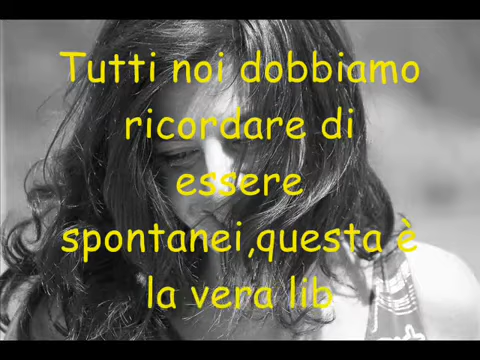 Tutti noi dobbiamo
ricordare di
essere
spontanei,questa è
la vera lib